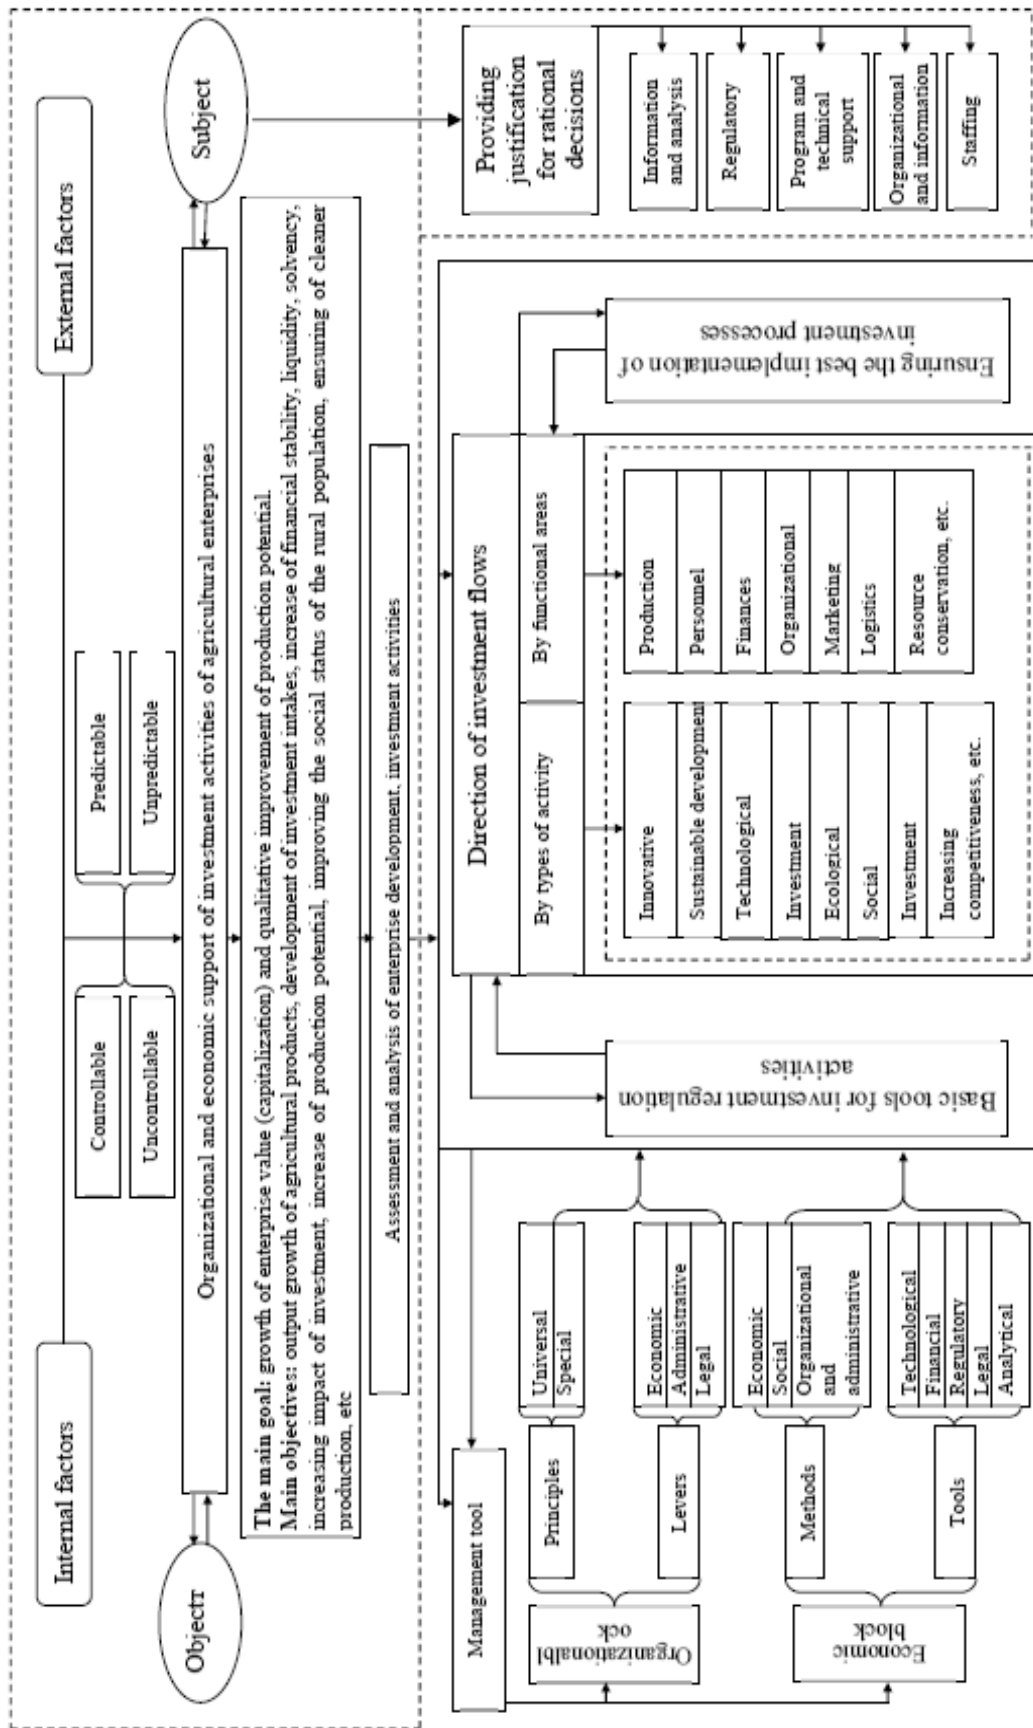 Internal factors
External factors
Controllable
Uncontrollable
Predictable
Unpredictable
Objectr
Organizational and economic support of investment activities of agricultural enterprises
Subject
The main goal: growth of enterprise value (capitalization) and qualitative improvement of production potential.
Main objectives: output growth of agricultural products, development of investment intakes, increase of financial stability, liquidity, solvency,
increasing impact of investment, increase of production potential, improving the social status of the rural population, ensuring of cleaner
production, etc
Assessment and analysis of enterprise development, investment activities
Management tool
Organizationalbl
ock
Economic
block
Principles
Levers
Methods
Tools
Universal
Special
Economic
Administrative
Legal
Economic
Social
Organizational
and
administrative
Technological
Financial
Regulatory
Legal
Analytical
Basic tools for investment regulation
activities
Direction of investment flows
By types of activity
By functional areas
Innovative
Sustainable development
Technological
Investment
Ecological
Social
Investment
Increasing
competitiveness, etc.
Production
Personnel
Finances
Organizational
Marketing
Logistics
Resource
conservation, etc.
Ensuring the best implementation of
investment processes
Providing
justification
for rational
decisions
Information
and analysis
Regulatory
Program and
technical
support
Organizational
and information
Staffing